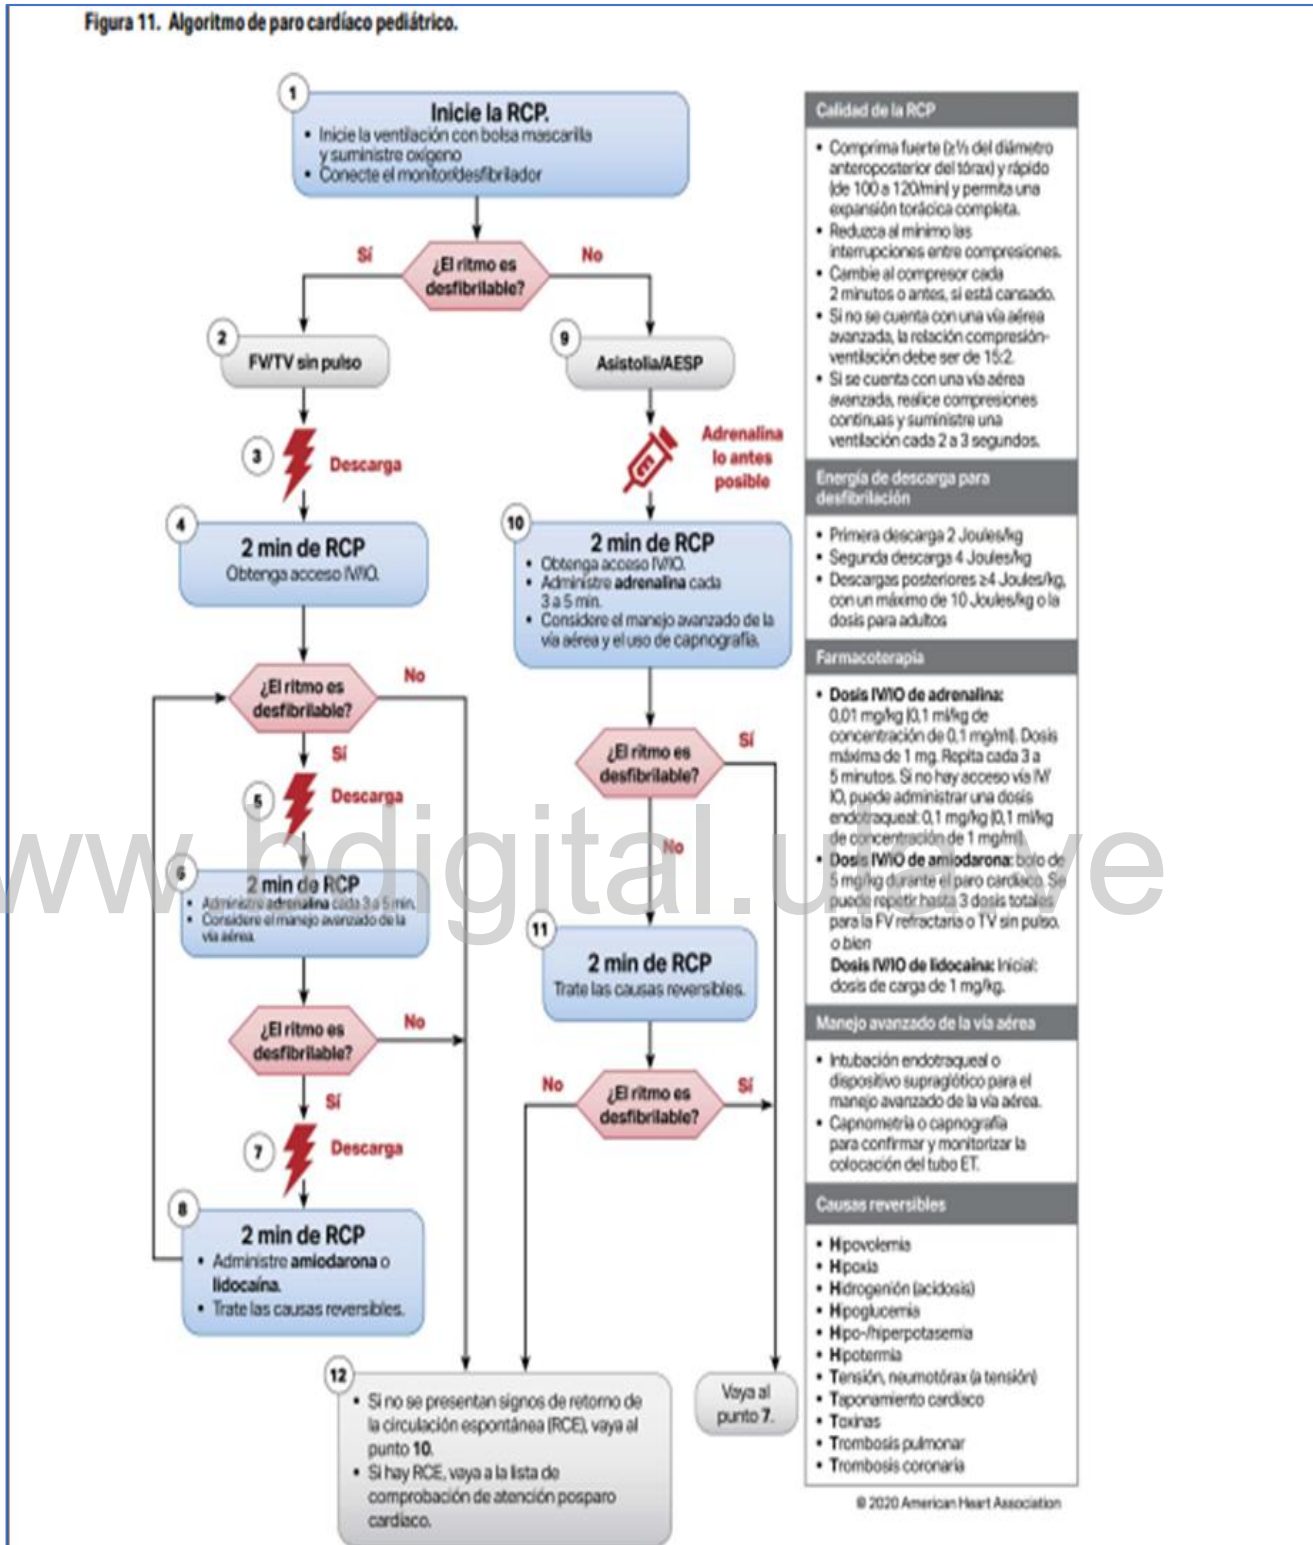 Figura 11. Algoritmo de paro cardíaco pediátrico.
1
Inicie la RCP.
• Inicie la ventilación con bolsa mascarilla
y suministre oxígeno
• Conecte el monitor/desfibrilador
¿El ritmo es
desfibrilable?
Sí
No
2
FV/TV sin pulso
3
Descarga
4
2 min de RCP
Obtenga acceso IV/IO.
¿El ritmo es
desfibrilable?
No
Sí
5
Descarga
6
2 min de RCP
• Administre adrenalina cada 3 a 5 min.
• Considere el manejo avanzado de la
vía aérea.
¿El ritmo es
desfibrilable?
No
Sí
7
Descarga
8
2 min de RCP
• Administre amiodarona o
lidocaína.
• Trate las causas reversibles.
9
Asistolia/AESP
Adrenalina
lo antes
posible
10
2 min de RCP
• Obtenga acceso IV/IO.
• Administre adrenalina cada
3 a 5 min.
• Considere el manejo avanzado de la
vía aérea y el uso de capnografía.
¿El ritmo es
desfibrilable?
Sí
No
11
2 min de RCP
Trate las causas reversibles.
¿El ritmo es
desfibrilable?
No
Sí
12
• Si no se presentan signos de retorno de
la circulación espontánea (RCE), vaya al
punto 10.
• Si hay RCE, vaya a la lista de
comprobación de atención posparo
cardíaco.
Vaya al
punto 7.
Calidad de la RCP
• Comprima fuerte (≥⅓ del diámetro
anteroposterior del tórax) y rápido
(de 100 a 120/min) y permita una
expansión torácica completa.
• Reduzca al mínimo las
interrupciones entre compresiones.
• Cambie al compresor cada
2 minutos o antes, si está cansado.
• Si no se cuenta con una vía aérea
avanzada, la relación compresión-
ventilación debe ser de 15:2.
• Si se cuenta con una vía aérea
avanzada, realice compresiones
continuas y suministre una
ventilación cada 2 a 3 segundos.
Energía de descarga para
desfibrilación
• Primera descarga 2 Joules/kg
• Segunda descarga 4 Joules/kg
• Descargas posteriores ≥4 Joules/kg,
con un máximo de 10 Joules/kg o la
dosis para adultos
Farmacoterapia
• Dosis IV/IO de adrenalina:
0,01 mg/kg (0,1 ml/kg de
concentración de 0,1 mg/ml). Dosis
máxima de 1 mg. Repita cada 3 a
5 minutos. Si no hay acceso vía IV/
IO, puede administrar una dosis
endotraqueal: 0,1 mg/kg (0,1 ml/kg
de concentración de 1 mg/ml).
• Dosis IV/IO de amiodarona: bolo de
5 mg/kg durante el paro cardíaco. Se
puede repetir hasta 3 dosis totales
para la FV refractaria o TV sin pulso.
o bien
Dosis IV/IO de lidocaína: Inicial:
dosis de carga de 1 mg/kg.
Manejo avanzado de la vía aérea
• Intubación endotraqueal o
dispositivo supraglótico para el
manejo avanzado de la vía aérea.
• Capnometría o capnografía
para confirmar y monitorizar la
colocación del tubo ET.
Causas reversibles
• Hipovolemia
• Hipoxia
• Hidrogenión (acidosis)
• Hipoglucemia
• Hipo-/hiperpotasemia
• Hipotermia
• Tensión, neumotórax (a tensión)
• Taponamiento cardíaco
• Toxinas
• Trombosis pulmonar
• Trombosis coronaria
© 2020 American Heart Association
ww.bdigital.ula.ve